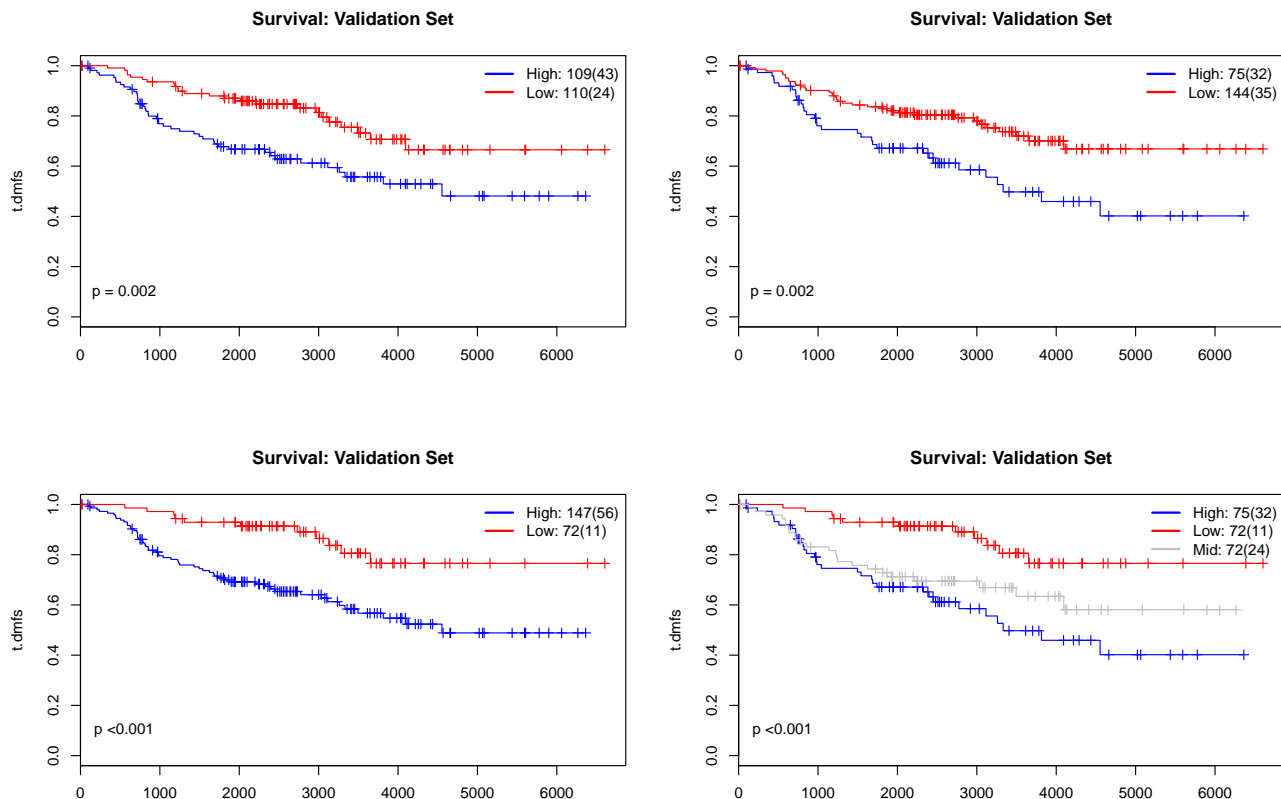 Survival: Validation Set
t.dmfs
1.0
0.8
0.6
0.4
0.2
0.0
High: 109(43)
Low: 110(24)
p = 0.002
0 1000 2000 3000 4000 5000 6000
Survival: Validation Set
t.dmfs
1.0
0.8
0.6
0.4
0.2
0.0
High: 75(32)
Low: 144(35)
p = 0.002
0 1000 2000 3000 4000 5000 6000
Survival: Validation Set
t.dmfs
1.0
0.8
0.6
0.4
0.2
0.0
High: 147(56)
Low: 72(11)
p <0.001
0 1000 2000 3000 4000 5000 6000
Survival: Validation Set
t.dmfs
1.0
0.8
0.6
0.4
0.2
0.0
High: 75(32)
Low: 72(11)
Mid: 72(24)
p <0.001
0 1000 2000 3000 4000 5000 6000